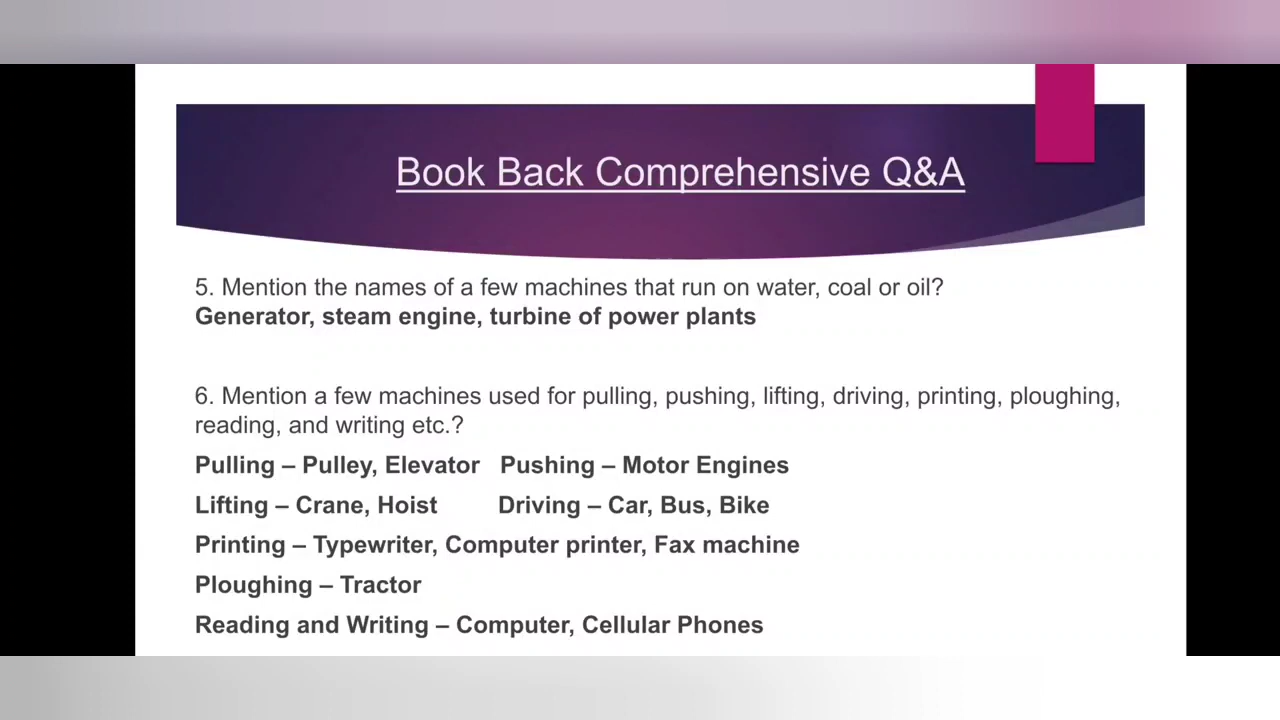 Book Back Comprehensive Q&A
5. Mention the names of a few machines that run on water, coal or oil?
Generator, steam engine, turbine of power plants
6. Mention a few machines used for pulling, pushing, lifting, driving, printing, ploughing,
reading, and writing etc.?
Pulling – Pulley, Elevator Pushing – Motor Engines
Lifting – Crane, Hoist Driving – Car, Bus, Bike
Printing – Typewriter, Computer printer, Fax machine
Ploughing – Tractor
Reading and Writing – Computer, Cellular Phones